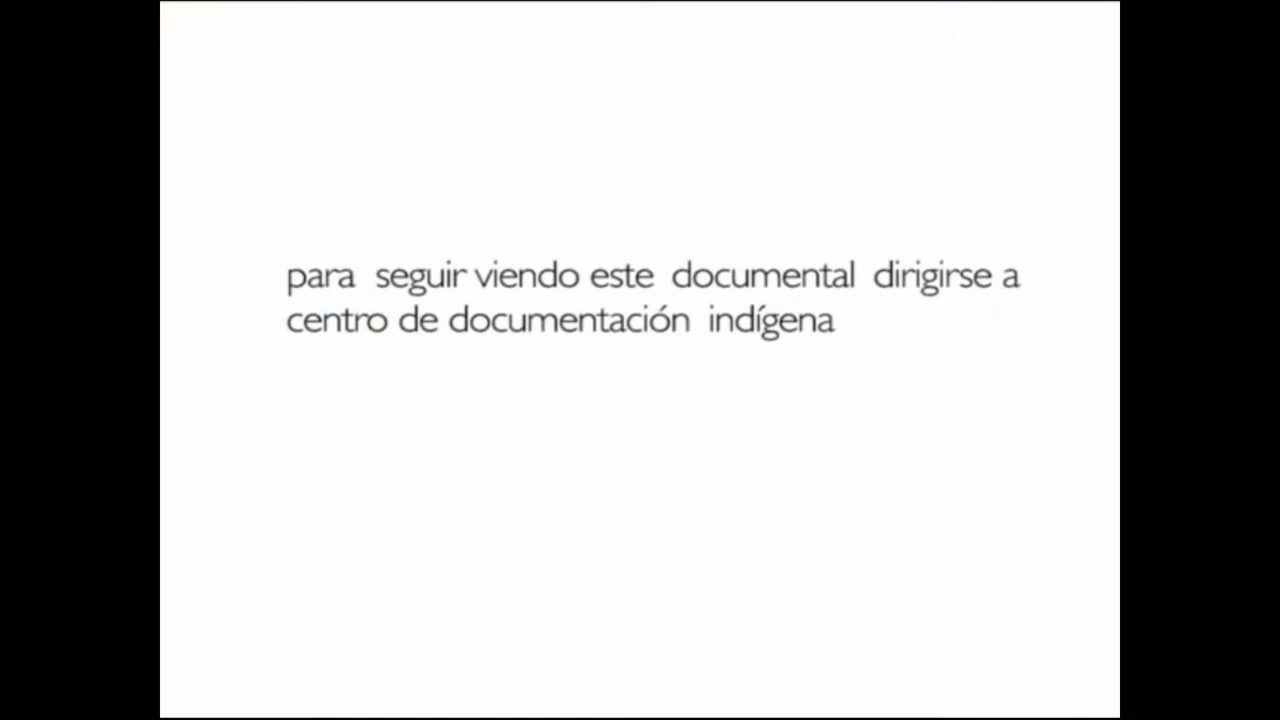 para seguir viendo este documental dirigirse a
centro de documentación indígena